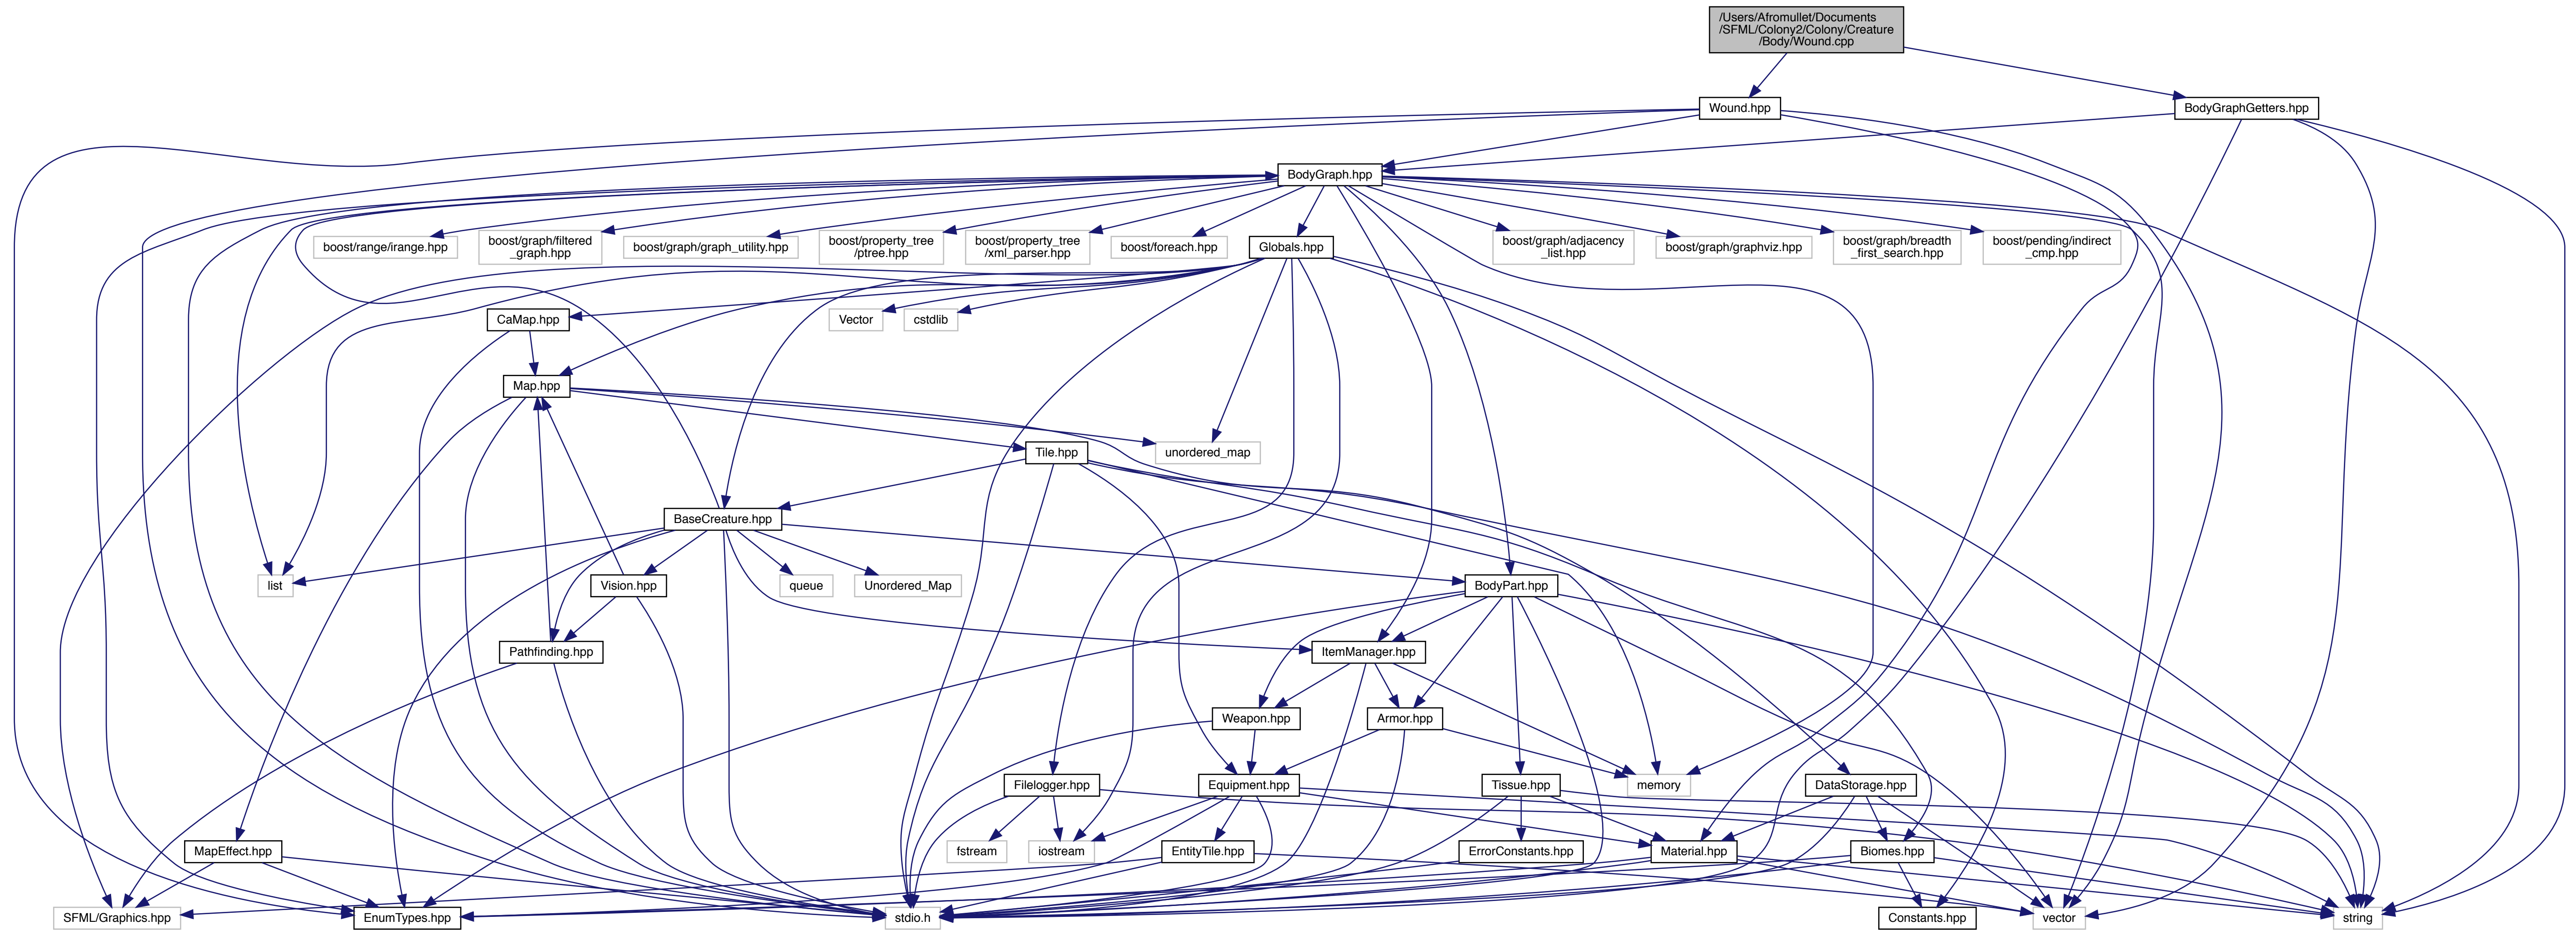 /Users/Afromullet/Documents
/SFML/Colony2/Colony/Creature
/Body/Wound.cpp
Wound.hpp
BodyGraphGetters.hpp
BodyGraph.hpp
boost/range/irange.hpp
boost/graph/filtered
_graph.hpp
boost/graph/graph_utility.hpp
boost/property_tree
/ptree.hpp
boost/property_tree
/xml_parser.hpp
boost/foreach.hpp
Globals.hpp
boost/graph/adjacency
_list.hpp
boost/graph/graphviz.hpp
boost/graph/breadth
_first_search.hpp
boost/pending/indirect
_cmp.hpp
CaMap.hpp
Vector
cstdlib
Map.hpp
Tile.hpp
unordered_map
BaseCreature.hpp
list
Vision.hpp
queue
Unordered_Map
BodyPart.hpp
Pathfinding.hpp
ItemManager.hpp
Weapon.hpp
Armor.hpp
Filelogger.hpp
Equipment.hpp
Tissue.hpp
memory
DataStorage.hpp
MapEffect.hpp
fstream
iostream
EntityTile.hpp
ErrorConstants.hpp
Material.hpp
Biomes.hpp
SFML/Graphics.hpp
EnumTypes.hpp
stdio.h
Constants.hpp
vector
string